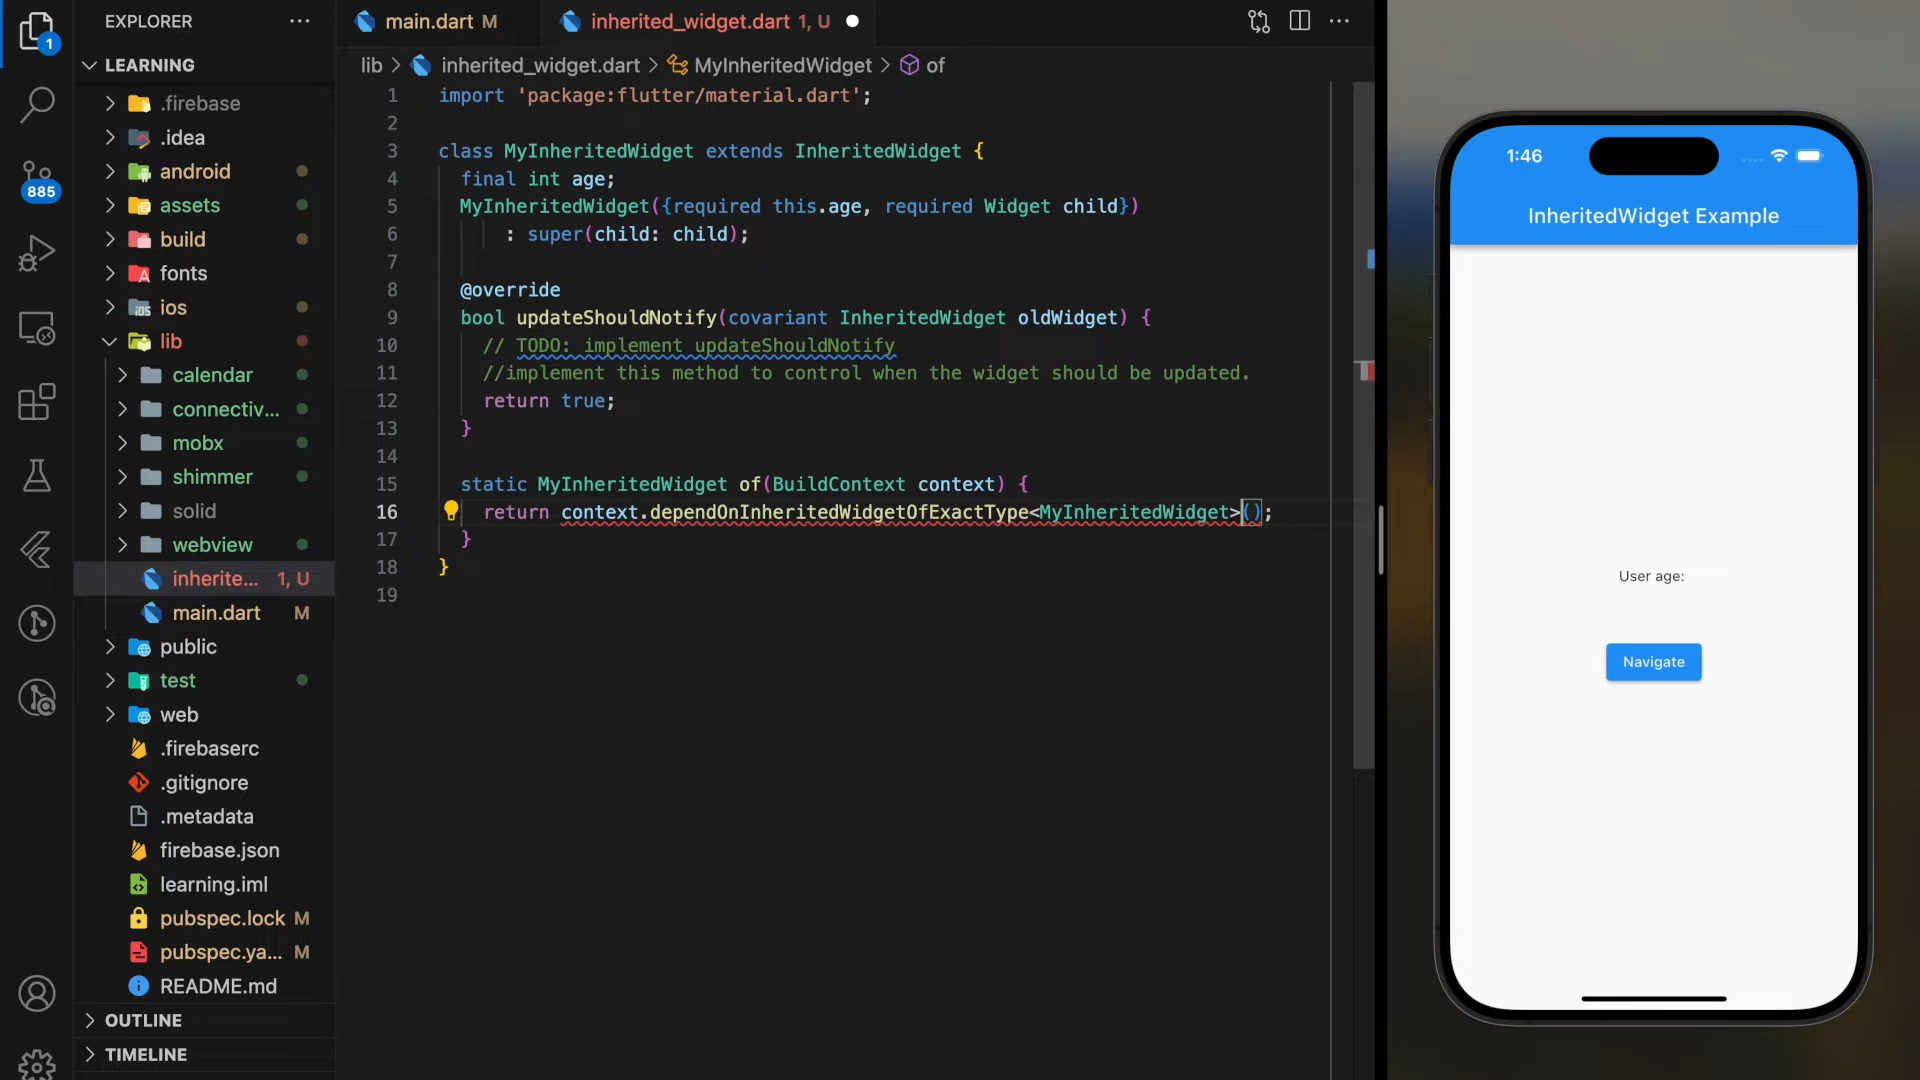 EXPLORER
LEARNING
.firebase
.idea
android
assets
build
fonts
ios
lib
calendar
connectiv...
mobx
shimmer
solid
webview
inherite... 1, U
main.dart M
public
test
web
.firebaserc
.gitignore
.metadata
firebase.json
learning.iml
pubspec.lock M
pubspec.ya... M
README.md
OUTLINE
TIMELINE
1
885
main.dart M
inherited_widget.dart 1, U
lib > inherited_widget.dart > MyInheritedWidget > of
1 import 'package:flutter/material.dart';
2
3 class MyInheritedWidget extends InheritedWidget {
4 final int age;
5 MyInheritedWidget({required this.age, required Widget child})
6 : super(child: child);
7
8 @override
9 bool updateShouldNotify(covariant InheritedWidget oldWidget) {
10 // TODO: implement updateShouldNotify
11 //implement this method to control when the widget should be updated.
12 return true;
13 }
14
15 static MyInheritedWidget of(BuildContext context) {
16 return context.dependOnInheritedWidgetOfExactType<MyInheritedWidget>();
17 }
18 }
19
1:46
InheritedWidget Example
User age:
Navigate